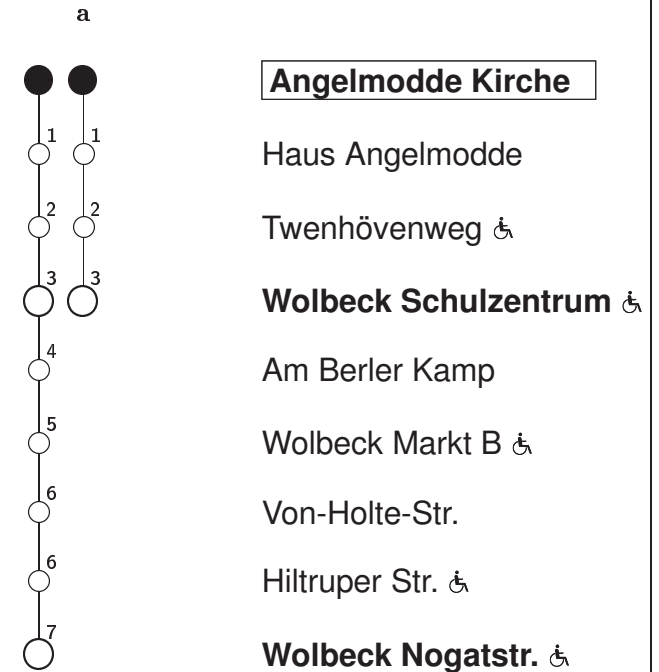 a
Angelmodde Kirche
1 1 Haus Angelmodde
2 2 Twenhövenweg
3 3 Wolbeck Schulzentrum
4 Am Berler Kamp
5 Wolbeck Markt B
6 Von-Holte-Str.
6 Hiltruper Str.
7 Wolbeck Nogatstr.